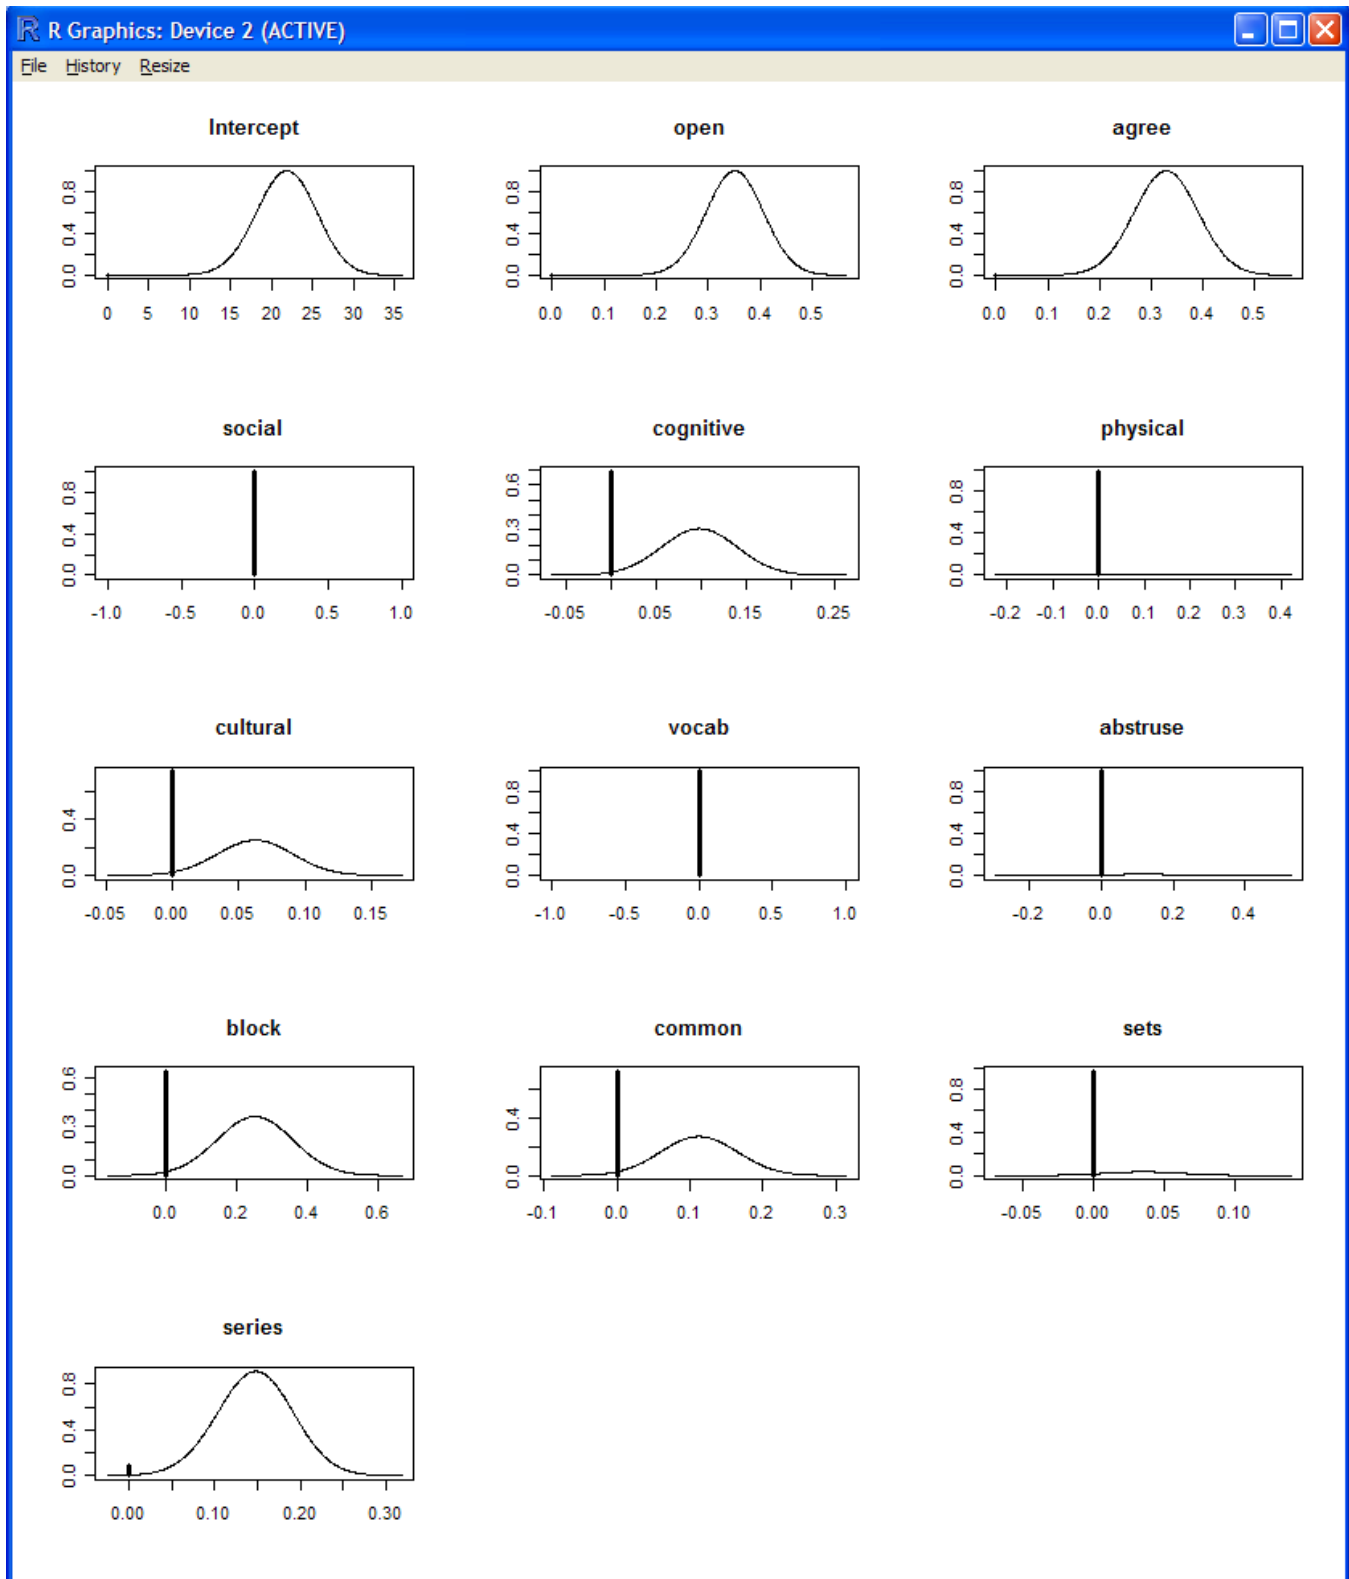 R R Graphics: Device 2 (ACTIVE)
File History Resize
Intercept open agree
0.0 0.4 0.8 0.0 0.4 0.8 0.0 0.4 0.8
0 5 10 15 20 25 30 35 0.0 0.1 0.2 0.3 0.4 0.5 0.0 0.1 0.2 0.3 0.4 0.5
social cognitive physical
0.0 0.4 0.8 0.0 0.3 0.6 0.0 0.4 0.8
-1.0 -0.5 0.0 0.5 1.0 -0.05 0.05 0.15 0.25 -0.2 -0.1 0.0 0.1 0.2 0.3 0.4
cultural vocab abstruse
0.0 0.4 0.0 0.4 0.8 0.0 0.4 0.8
-0.05 0.00 0.05 0.10 0.15 -1.0 -0.5 0.0 0.5 1.0 -0.2 0.0 0.2 0.4
block common sets
0.0 0.3 0.6 0.0 0.4 0.0 0.4 0.8
0.0 0.2 0.4 0.6 -0.1 0.0 0.1 0.2 0.3 -0.05 0.00 0.05 0.10
series
0.0 0.4 0.8
0.00 0.10 0.20 0.30